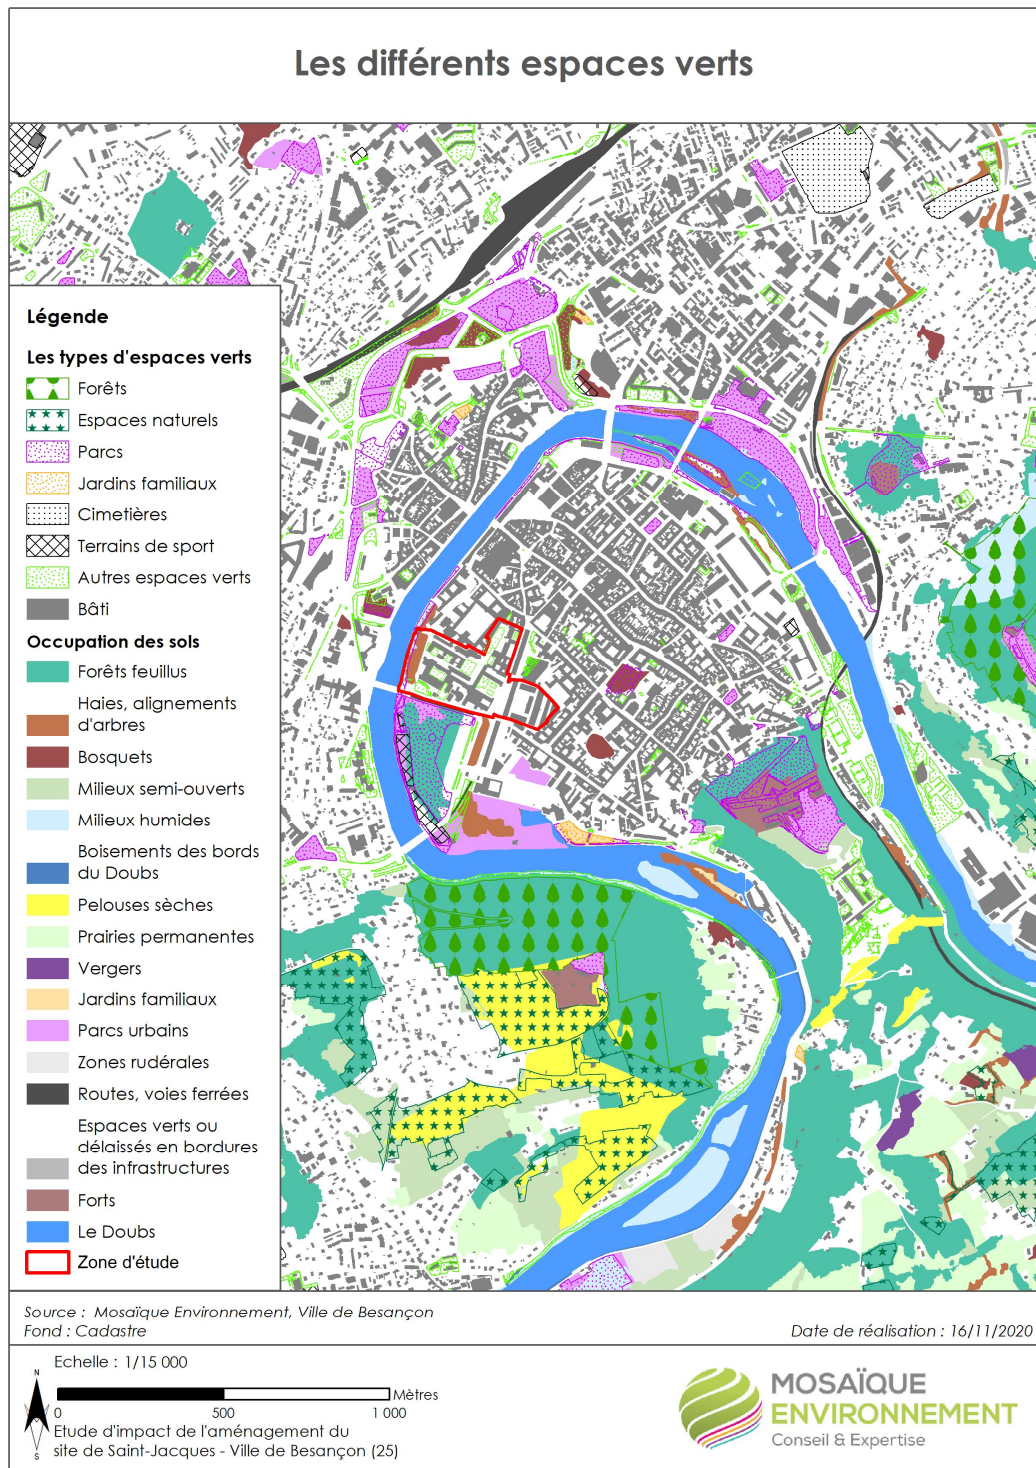 Les différents espaces verts
Légende
Les types d'espaces verts
Forêts
Espaces naturels
Parcs
Jardins familiaux
Cimetières
Terrains de sport
Autres espaces verts
Bâti
Occupation des sols
Forêts feuillus
Haies, alignements
d'arbres
Bosquets
Milieux semi-ouverts
Milieux humides
Boisements des bords
du Doubs
Pelouses sèches
Prairies permanentes
Vergers
Jardins familiaux
Parcs urbains
Zones rudérales
Routes, voies ferrées
Espaces verts ou
délaissés en bordures
des infrastructures
Forts
Le Doubs
Zone d'étude
Source : Mosaïque Environnement, Ville de Besançon
Fond : Cadastre
Date de réalisation : 16/11/2020
Echelle : 1/15 000
N
S
Mètres
0 500 1 000
Etude d'impact de l'aménagement du
site de Saint-Jacques - Ville de Besançon (25)
MOSAÏQUE
ENVIRONNEMENT
Conseil & Expertise